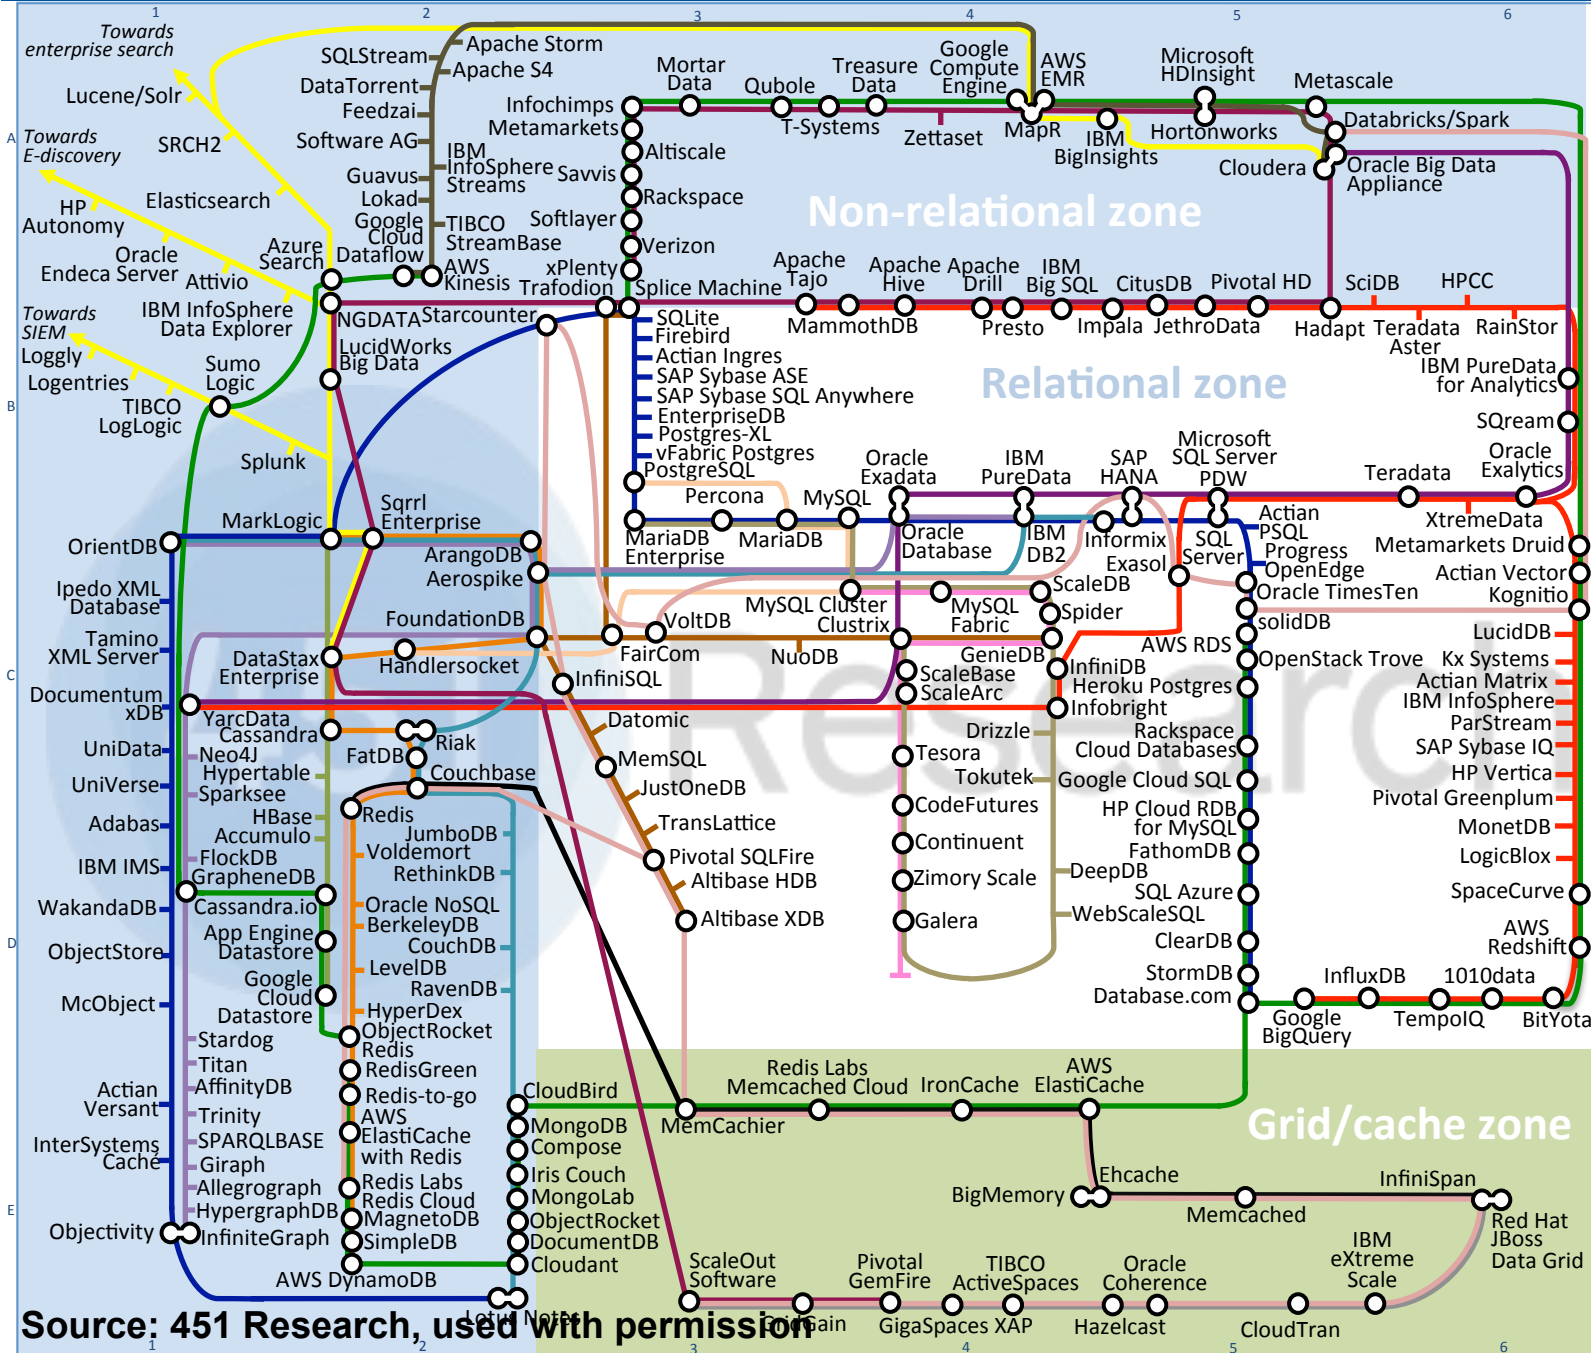 1 2 3 4 5 6
Towards
enterprise search
Lucene/Solr
SRCH2
Towards
E-discovery
HP
Autonomy
Elasticsearch
Oracle
Endeca Server
Attivio
Azure
Search
IBM InfoSphere
Data Explorer
Towards
SIEM
Loggly
Logentries
TIBCO
LogLogic
Sumo
Logic
Splunk
SQLStream
DataTorrent
Feedzai
Software AG
Guavus
Lokad
Google
Cloud
Dataflow
Apache Storm
Apache S4
IBM
InfoSphere
Streams
TIBCO
StreamBase
AWS
Kinesis
NGDATA
LucidWorks
Big Data
Starcounter
Trafodion
Splice Machine
Infochimps
Metamarkets
Altiscale
Savvis
Rackspace
Softlayer
Verizon
xPlenty
Mortar
Data
Qubole
T-Systems
Treasure
Data
Zettaset
Google
Compute
Engine
AWS
EMR
MapR
IBM
BigInsights
Microsoft
HDInsight
Hortonworks
Metascale
Databricks/Spark
Cloudera
Oracle Big Data
Appliance
Non-relational zone
Apache
Tajo
MammothDB
Apache
Hive
Apache
Drill
Presto
IBM
Big SQL
Impala
CitusDB
JethroData
Pivotal HD
Hadapt
SciDB
Teradata
Aster
HPCC
RainStor
Relational zone
SQLite
Firebird
Actian Ingres
SAP Sybase ASE
SAP Sybase SQL Anywhere
EnterpriseDB
Postgres-XL
vFabric Postgres
PostgreSQL
IBM PureData
for Analytics
SQream
Oracle
Exalytics
Teradata
XtremeData
Metamarkets Druid
Actian Vector
Kognitio
Percona
MySQL
MariaDB
Enterprise
MariaDB
Oracle
Exadata
Oracle
Database
IBM
PureData
IBM
DB2
SAP
HANA
Informix
Microsoft
SQL Server
PDW
SQL
Server
Exasol
Actian
PSQL
Progress
OpenEdge
Oracle TimesTen
solidDB
AWS RDS
OpenStack Trove
Heroku Postgres
Rackspace
Cloud Databases
Google Cloud SQL
HP Cloud RDB
for MySQL
FathomDB
SQL Azure
ClearDB
StormDB
Database.com
LucidDB
Kx Systems
Actian Matrix
IBM InfoSphere
ParStream
SAP Sybase IQ
HP Vertica
Pivotal Greenplum
MonetDB
LogicBlox
SpaceCurve
AWS
Redshift
BitYota
1010data
TempoIQ
InfluxDB
Google
BigQuery
MarkLogic
Sqrrl
Enterprise
OrientDB
ArangoDB
Aerospike
FoundationDB
Handlersocket
DataStax
Enterprise
Ipedo XML
Database
Tamino
XML Server
Documentum
xDB
UniData
UniVerse
Adabas
IBM IMS
WakandaDB
ObjectStore
McObject
Actian
Versant
InterSystems
Caché
Objectivity
YarcData
Cassandra
Neo4J
Hypertable
Sparksee
HBase
Accumulo
FlockDB
GrapheneDB
Cassandra.io
App Engine
Datastore
Google
Cloud
Datastore
Stardog
Titan
AffinityDB
Trinity
SPARQLBASE
Giraph
Allegrograph
HypergraphDB
InfiniteGraph
Riak
FatDB
Couchbase
Redis
JumboDB
Voldemort
RethinkDB
Oracle NoSQL
BerkeleyDB
CouchDB
LevelDB
RavenDB
HyperDex
ObjectRocket
Redis
RedisGreen
Redis-to-go
AWS
ElastiCache
with Redis
Redis Labs
Redis Cloud
MagnetoDB
SimpleDB
AWS DynamoDB
CloudBird
MongoDB
Compose
Iris Couch
MongoLab
ObjectRocket
DocumentDB
Cloudant
Lotus Notes
FairCom
VoltDB
NuoDB
InfiniSQL
Datomic
MemSQL
JustOneDB
TransLattice
Pivotal SQLFire
Altibase HDB
Altibase XDB
MySQL Cluster
Clustrix
MySQL
Fabric
ScaleDB
Spider
GenieDB
InfiniDB
Infobright
ScaleBase
ScaleArc
Tesora
CodeFutures
Continuent
Zimory Scale
Galera
Drizzle
Tokutek
DeepDB
WebScaleSQL
Research
Grid/cache zone
MemCachier
Redis Labs
Memcached Cloud
IronCache
AWS
ElastiCache
BigMemory
Ehcache
Memcached
InfiniSpan
Red Hat
JBoss
Data Grid
ScaleOut
Software
GridGain
Pivotal
GemFire
GigaSpaces XAP
TIBCO
ActiveSpaces
Hazelcast
Oracle
Coherence
CloudTran
IBM
eXtreme
Scale
A
B
C
D
E
Source: 451 Research, used with permission
1 2 3 4 5 6